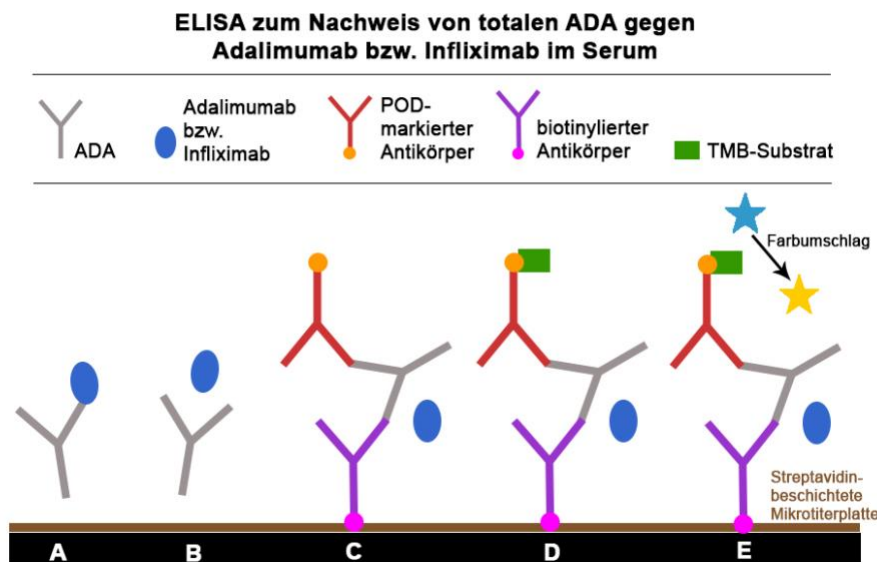 ELISA zum Nachweis von totalen ADA gegen
Adalimumab bzw. Infliximab im Serum
ADA
Adalimumab
bzw.
Infliximab
POD-
markierter
Antikörper
biotinylierter
Antikörper
TMB-Substrat
Farbumschlag
Streptavidin-
beschichtete
Mikrotiterplatte
A B C D E